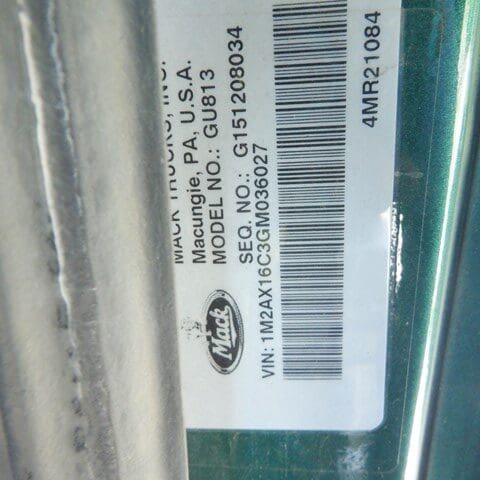 MACK TRUCKS, INC.
Macungie, PA, U.S.A.
MODEL NO.: GU813
SEQ. NO.: G151208034
VIN: 1M2AX16C3GM036027
4MR21084
Mack